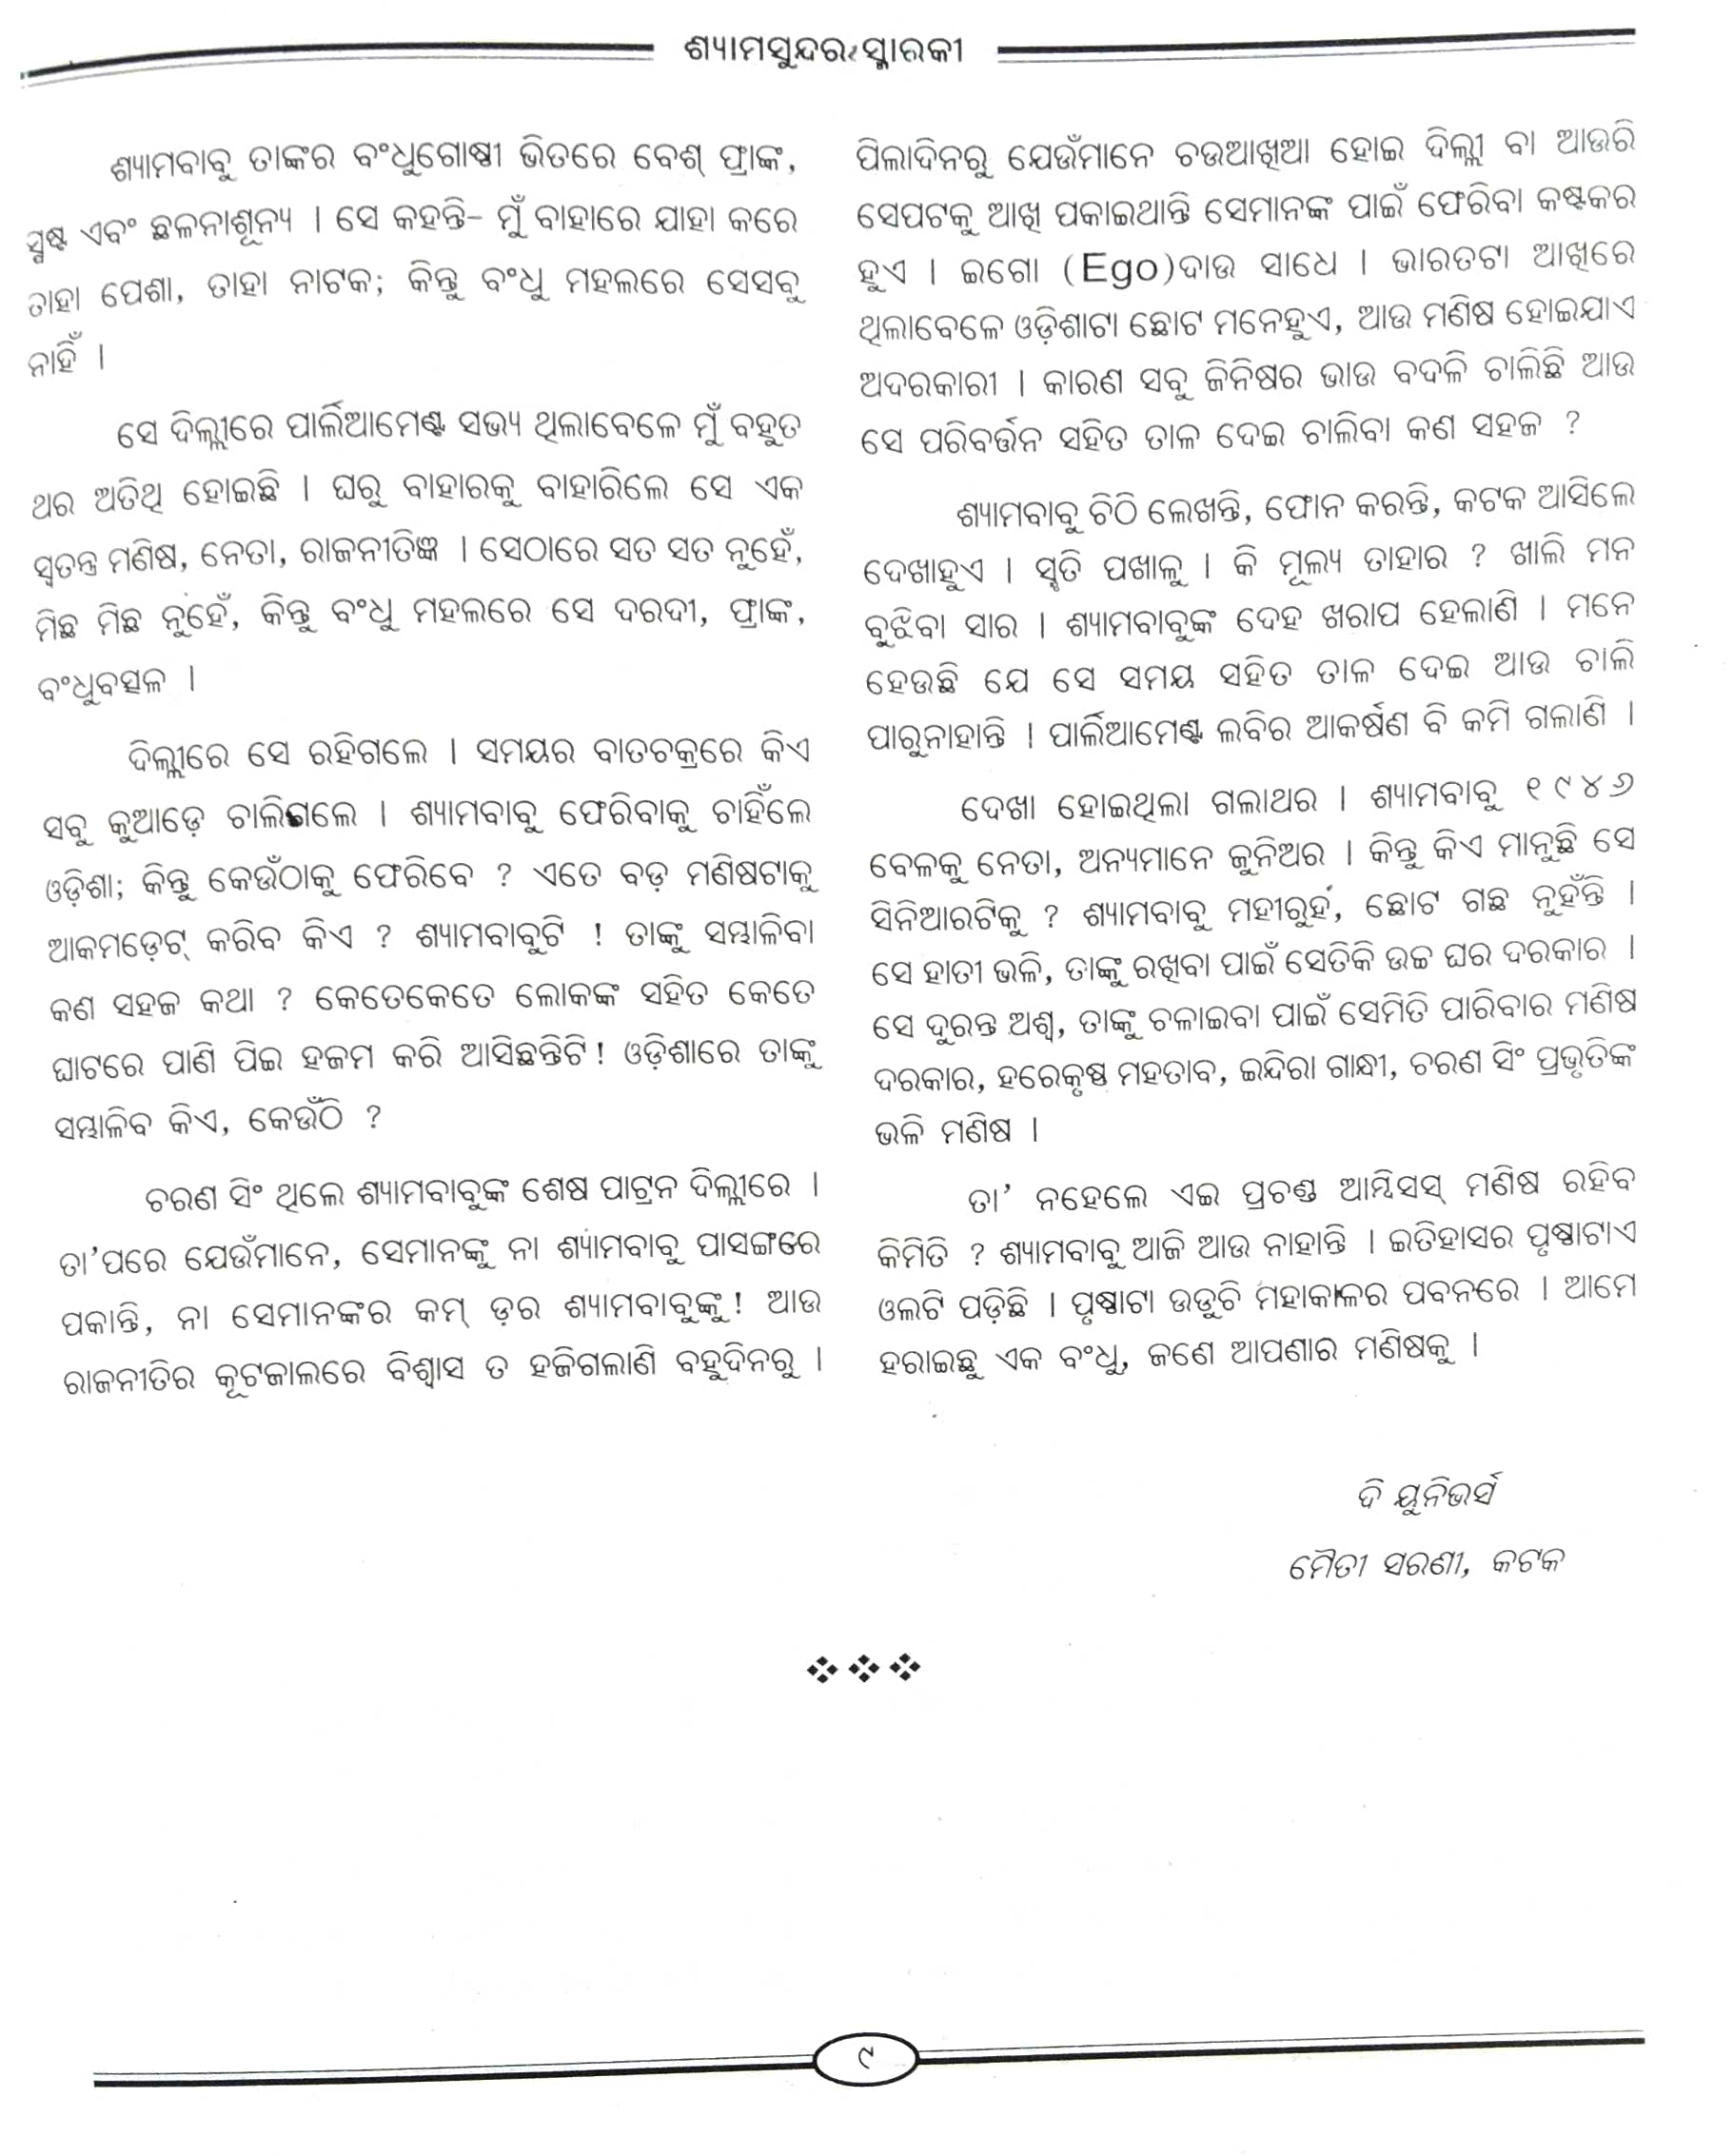 ଶ୍ୟାମସୁନ୍ଦର ସ୍ମାରକୀ
ଶ୍ୟାମବାବୁ ତାଙ୍କର ବଂଧୁଗୋଷ୍ଠୀ ଭିତରେ ବେଶ୍ ଫ୍ରାଙ୍କ,
ସ୍ପଷ୍ଟ ଏବଂ ଛଳନାଶୂନ୍ୟ । ସେ କହନ୍ତି– ମୁଁ ବାହାରେ ଯାହା କରେ
ତାହା ପେଶା, ତାହା ନାଟକ; କିନ୍ତୁ ବଂଧୁ ମହଲରେ ସେସବୁ
ନାହିଁ ।
ସେ ଦିଲ୍ଲୀରେ ପାର୍ଲିଆମେଣ୍ଟ ସଭ୍ୟ ଥିଲାବେଳେ ମୁଁ ବହୁତ
ଥର ଅତିଥି ହୋଇଛି । ଘରୁ ବାହାରକୁ ବାହାରିଲେ ସେ ଏକ
ସ୍ୱତନ୍ତ୍ର ମଣିଷ, ନେତା, ରାଜନୀତିଜ୍ଞ । ସେଠାରେ ସତ ସତ ନୁହେଁ,
ମିଛ ମିଛ ନୁହେଁ, କିନ୍ତୁ ବଂଧୁ ମହଲରେ ସେ ଦରଦୀ, ଫ୍ରାଙ୍କ,
ବଂଧୁବତ୍ସଳ ।
ଦିଲ୍ଲୀରେ ସେ ରହିଗଲେ । ସମୟର ବାତଚକ୍ରରେ କିଏ
ସବୁ କୁଆଡ଼େ ଚାଲିଗଲେ । ଶ୍ୟାମବାବୁ ଫେରିବାକୁ ଚାହିଁଲେ
ଓଡ଼ିଶା; କିନ୍ତୁ କେଉଁଠାକୁ ଫେରିବେ ? ଏତେ ବଡ଼ ମଣିଷଟାକୁ
ଆକମଡ଼େଟ୍ କରିବ କିଏ ? ଶ୍ୟାମବାବୁଟି ! ତାଙ୍କୁ ସମ୍ଭାଳିବା
କଣ ସହଜ କଥା ? କେତେକେତେ ଲୋକଙ୍କ ସହିତ କେତେ
ଘାଟରେ ପାଣି ପିଇ ହଜମ କରି ଆସିଛନ୍ତିଟି ! ଓଡ଼ିଶାରେ ତାଙ୍କୁ
ସମ୍ଭାଳିବ କିଏ, କେଉଁଠି ?
ଚରଣ ସିଂ ଥିଲେ ଶ୍ୟାମବାବୁଙ୍କ ଶେଷ ପାଟ୍ରନ ଦିଲ୍ଲୀରେ ।
ତା’ପରେ ଯେଉଁମାନେ, ସେମାନଙ୍କୁ ନା ଶ୍ୟାମବାବୁ ପାସଙ୍ଗରେ
ପକାନ୍ତି, ନା ସେମାନଙ୍କର କମ୍ ଡ଼ର ଶ୍ୟାମବାବୁଙ୍କୁ ! ଆଉ
ରାଜନୀତିର କୂଟଜାଲରେ ବିଶ୍ୱାସ ତ ହଜିଗଲାଣି ବହୁଦିନରୁ ।
ପିଲାଦିନରୁ ଯେଉଁମାନେ ଚଉଆଖିଆ ହୋଇ ଦିଲ୍ଲୀ ବା ଆଉରି
ସେପଟକୁ ଆଖି ପକାଇଥାନ୍ତି ସେମାନଙ୍କ ପାଇଁ ଫେରିବା କଷ୍ଟକର
ହୁଏ । ଇଗୋ (Ego)ଦାଉ ସାଧେ । ଭାରତଟା ଆଖିରେ
ଥିଲାବେଳେ ଓଡ଼ିଶାଟା ଛୋଟ ମନେହୁଏ, ଆଉ ମଣିଷ ହୋଇଯାଏ
ଅଦରକାରୀ । କାରଣ ସବୁ ଜିନିଷର ଭାଉ ବଦଳି ଚାଲିଛି ଆଉ
ସେ ପରିବର୍ତ୍ତନ ସହିତ ତାଳ ଦେଇ ଚାଲିବା କଣ ସହଜ ?
ଶ୍ୟାମବାବୁ ଚିଠି ଲେଖନ୍ତି, ଫୋନ କରନ୍ତି, କଟକ ଆସିଲେ
ଦେଖାହୁଏ । ସ୍ମୃତି ପଖାଳୁ । କି ମୂଲ୍ୟ ତାହାର ? ଖାଲି ମନ
ବୁଝିବା ସାର । ଶ୍ୟାମବାବୁଙ୍କ ଦେହ ଖରାପ ହେଲାଣି । ମନେ
ହେଉଛି ଯେ ସେ ସମୟ ସହିତ ତାଳ ଦେଇ ଆଉ ଚାଲି
ପାରୁନାହାନ୍ତି । ପାର୍ଲିଆମେଣ୍ଟ ଲବିର ଆକର୍ଷଣ ବି କମି ଗଲାଣି ।
ଦେଖା ହୋଇଥିଲା ଗଲାଥର । ଶ୍ୟାମବାବୁ ୧୯୪୬
ବେଳକୁ ନେତା, ଅନ୍ୟମାନେ ଜୁନିଅର । କିନ୍ତୁ କିଏ ମାନୁଛି ସେ
ସିନିଆରଟିକୁ ? ଶ୍ୟାମବାବୁ ମହୀରୁହ, ଛୋଟ ଗଛ ନୁହଁନ୍ତି ।
ସେ ହାତୀ ଭଳି, ତାଙ୍କୁ ରଖିବା ପାଇଁ ସେତିକି ଉଚ୍ଚ ଘର ଦରକାର ।
ସେ ଦୁରନ୍ତ ଅଶ୍ୱ, ତାଙ୍କୁ ଚଳାଇବା ପାଇଁ ସେମିତି ପାରିବାର ମଣିଷ
ଦରକାର, ହରେକୃଷ୍ଣ ମହତାବ, ଇନ୍ଦିରା ଗାନ୍ଧୀ, ଚରଣ ସିଂ ପ୍ରଭୃତିଙ୍କ
ଭଳି ମଣିଷ ।
ତା’ ନହେଲେ ଏଇ ପ୍ରଚଣ୍ଡ ଆମ୍ବିସସ୍ ମଣିଷ ରହିବ
କିମିତି ? ଶ୍ୟାମବାବୁ ଆଜି ଆଉ ନାହାନ୍ତି । ଇତିହାସର ପୃଷ୍ଠାଟାଏ
ଓଲଟି ପଡ଼ିଛି । ପୃଷ୍ଠାଟା ଉଡୁଚି ମହାକାଳର ପବନରେ । ଆମେ
ହରାଇଛୁ ଏକ ବଂଧୁ, ଜଣେ ଆପଣାର ମଣିଷକୁ ।
ଦି ୟୁନିଭର୍ସ
ମୈତୀ ସରଣୀ, କଟକ
୯